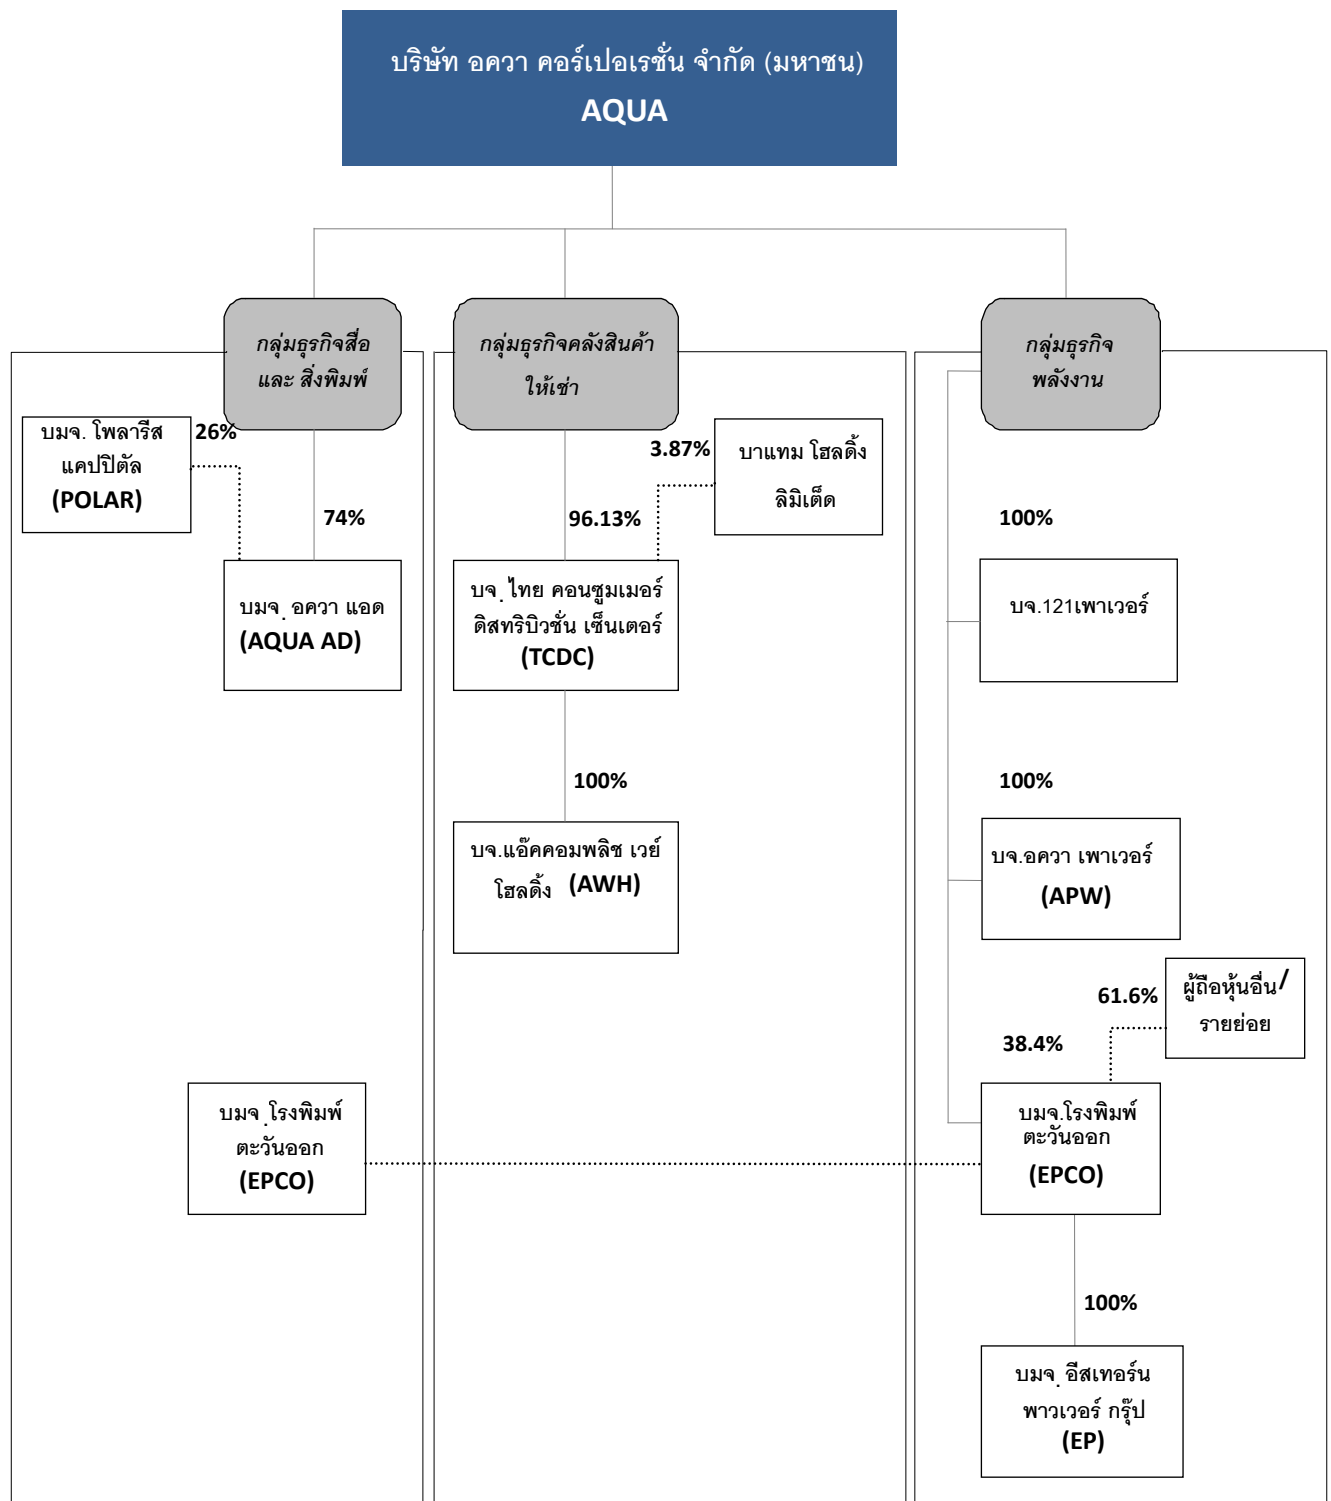 บริษัท อควา คอร์เปอเรชั่น จำกัด (มหาชน)
AQUA
กลุ่มธุรกิจสื่อ
และ สิ่งพิมพ์
บมจ. โพลารีส
แคปปิตัล
(POLAR)
26%
74%
บมจ. อควา แอด
(AQUA AD)
บมจ.โรงพิมพ์
ตะวันออก
(EPCO)
กลุ่มธุรกิจคลังสินค้า
ให้เช่า
3.87%
บาแทม โฮลดิ้ง
ลิมิเต็ด
96.13%
บจ. ไทย คอนซูมเมอร์
ดิสทริบิวชั่น เซ็นเตอร์
(TCDC)
100%
บจ.แอ๊คคอมพลิช เวย์
โฮลดิ้ง (AWH)
กลุ่มธุรกิจ
พลังงาน
100%
บจ.121เพาเวอร์
100%
บจ.อควา เพาเวอร์
(APW)
61.6%
ผู้ถือหุ้นอื่น/
รายย่อย
38.4%
บมจ.โรงพิมพ์
ตะวันออก
(EPCO)
100%
บมจ. อีสเทอร์น
พาวเวอร์ กรุ๊ป
(EP)